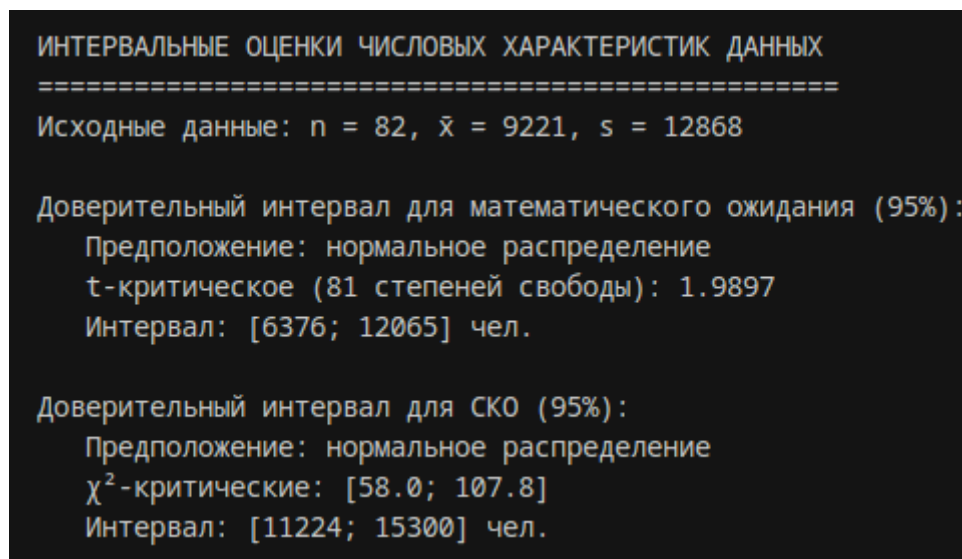 ИНТЕРВАЛЬНЫЕ ОЦЕНКИ ЧИСЛОВЫХ ХАРАКТЕРИСТИК ДАННЫХ
==================================================
Исходные данные: n = 82, x̄ = 9221, s = 12868
Доверительный интервал для математического ожидания (95%):
Предположение: нормальное распределение
t-критическое (81 степеней свободы): 1.9897
Интервал: [6376; 12065] чел.
Доверительный интервал для СКО (95%):
Предположение: нормальное распределение
χ²-критические: [58.0; 107.8]
Интервал: [11224; 15300] чел.